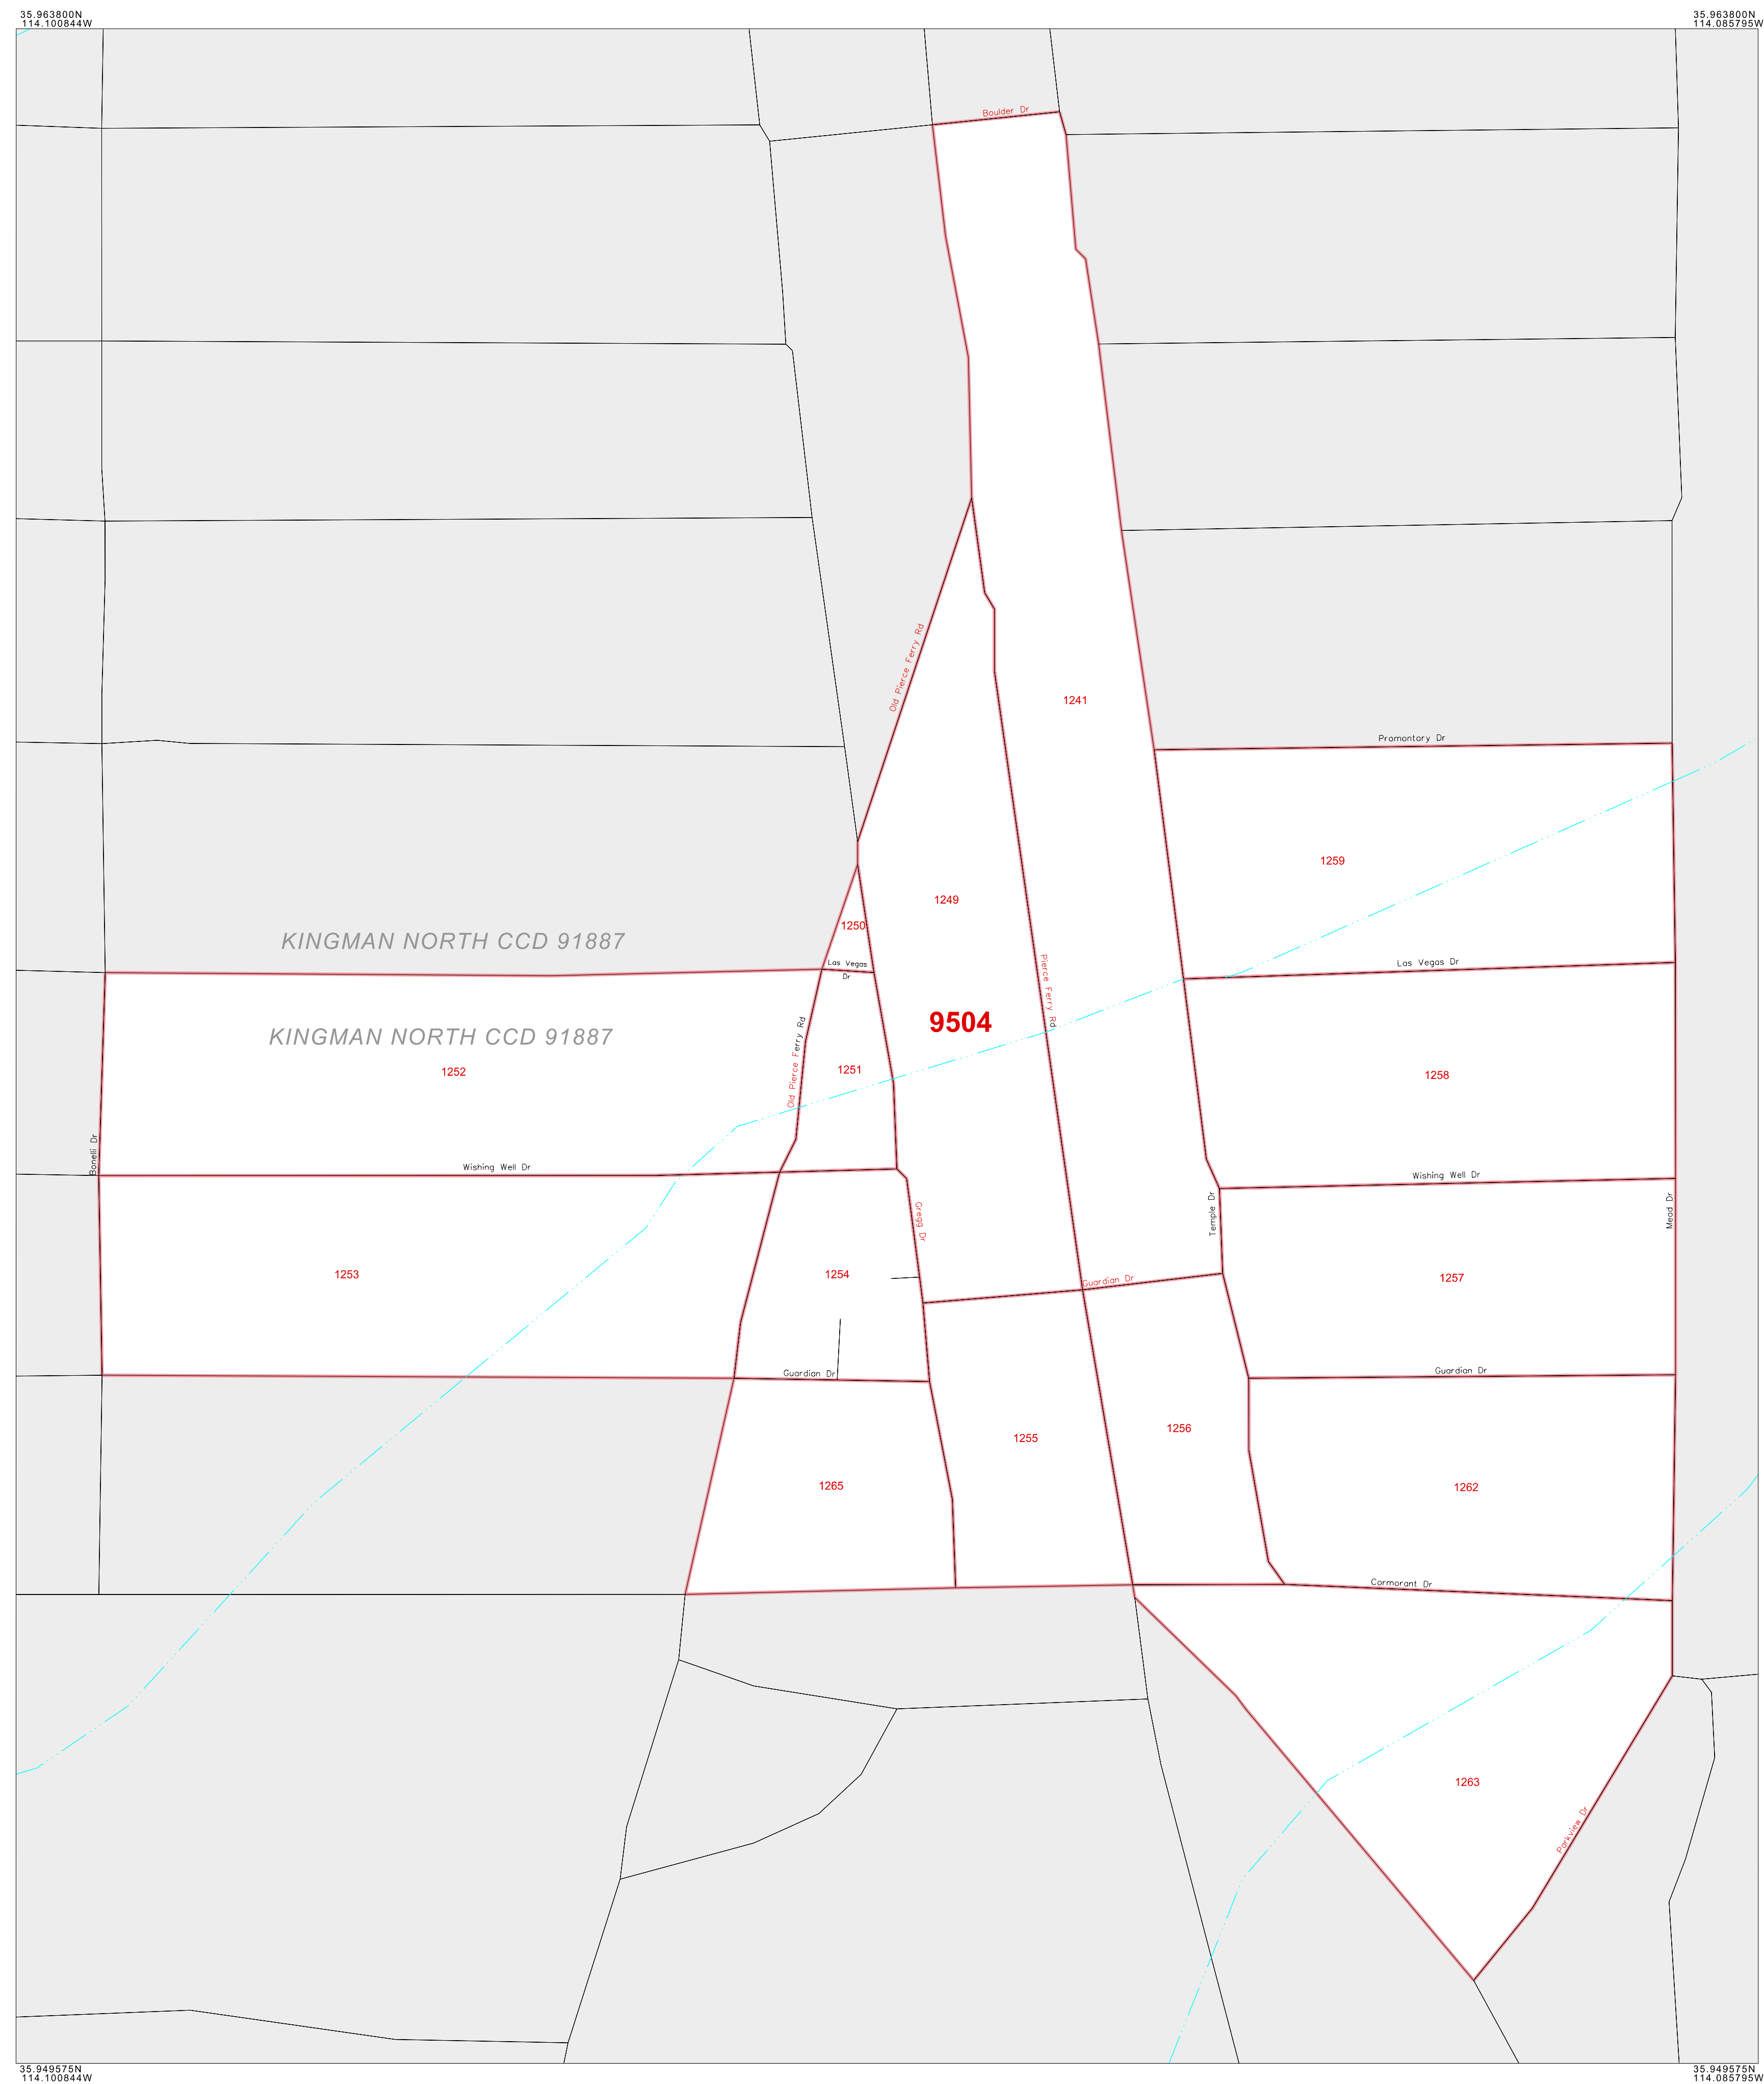 35.963800N
114.100844W
35.963800N
114.085795W
Boulder Dr
Old Pierce Ferry Rd
1241
Promontory Dr
1259
1249
1250
KINGMAN NORTH CCD 91887
Las Vegas
Dr
Las Vegas Dr
Pierce Ferry Rd
9504
KINGMAN NORTH CCD 91887
Old Pierce Ferry Rd
1252
1251
1258
Bonelli Dr
Wishing Well Dr
Wishing Well Dr
Temple Dr
Mead Dr
Gregg Dr
1253
1254
Guardian Dr
1257
Guardian Dr
Guardian Dr
1255
1256
1265
1262
Cormorant Dr
1263
Parkview Dr
35.949575N
114.100844W
35.949575N
114.085795W